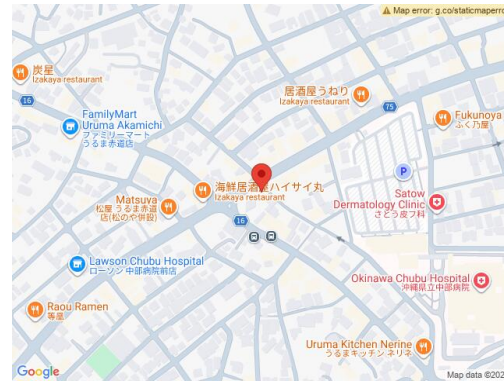 Map error: g.co/staticmaperro
炭星
Izakaya restaurant
16
居酒屋うねり
Izakaya restaurant
75
FamilyMart
Uruma Akamichi
ファミリーマート
うるま赤道店
Fukunoya
ふく乃屋
P
海鮮居酒屋ハイサイ丸
Izakaya restaurant
Satow
Dermatology Clinic
さとう皮フ科
Matsuya
松屋 うるま赤道
店(松のや併設)
16
Lawson Chubu Hospital
ローソン 中部病院前店
Okinawa Chubu Hospital
沖縄県立中部病院
Raou Ramen
等星
Uruma Kitchen Nerine
うるまキッチン ネリネ
Google
Map data ©202